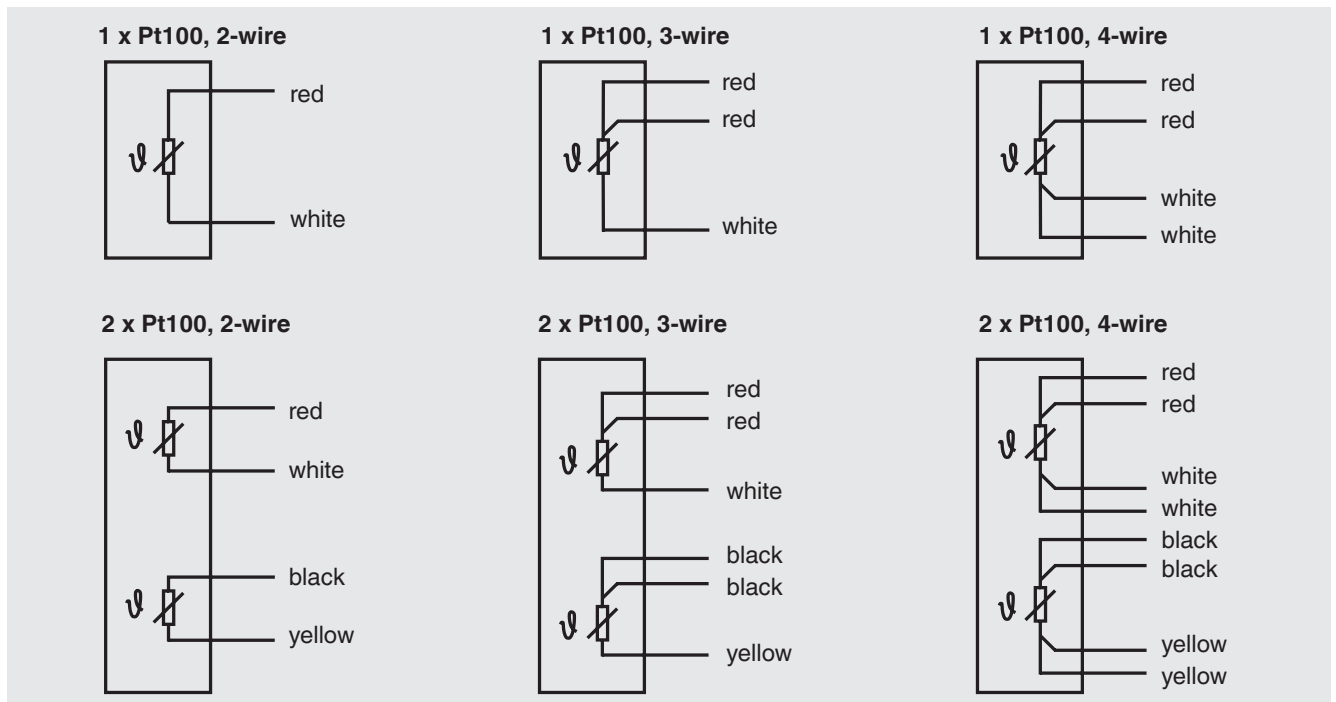 1 x Pt100, 2-wire
red
ϑ
white
1 x Pt100, 3-wire
red
red
ϑ
white
1 x Pt100, 4-wire
red
red
ϑ
white
white
2 x Pt100, 2-wire
red
ϑ
white
black
ϑ
yellow
2 x Pt100, 3-wire
red
red
ϑ
white
black
black
ϑ
yellow
2 x Pt100, 4-wire
red
red
ϑ
white
white
black
black
ϑ
yellow
yellow